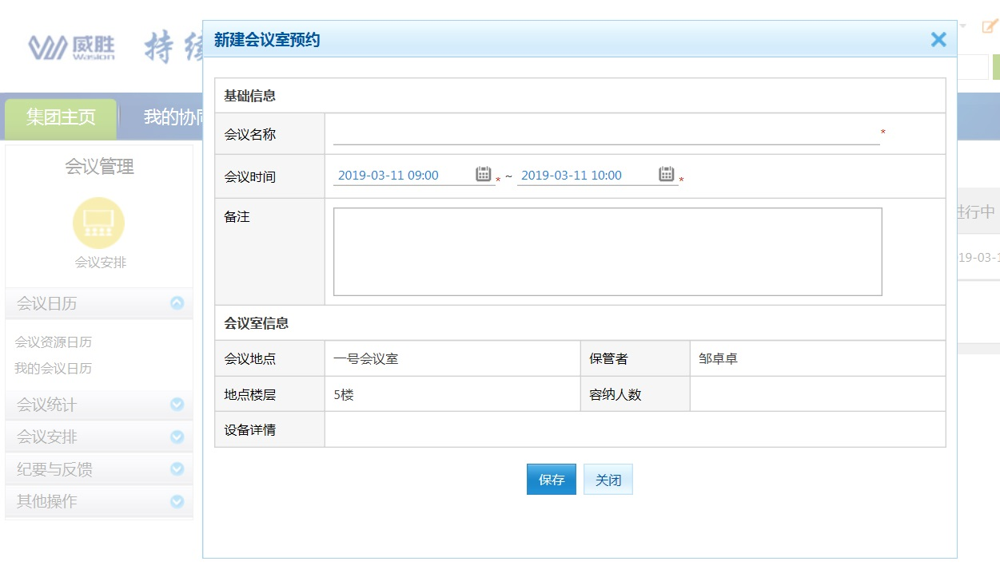 威胜
Wasion
持
新建会议室预约
集团主页
我的协同
会议管理
会议安排
会议日历
会议资源日历
我的会议日历
会议统计
会议安排
纪要与反馈
其他操作
基础信息
会议名称 *
会议时间 2019-03-11 09:00 * ~ 2019-03-11 10:00 *
备注
会议室信息
会议地点 一号会议室 保管者 邹卓卓
地点楼层 5楼 容纳人数
设备详情
保存 关闭
进行中
19-03-1